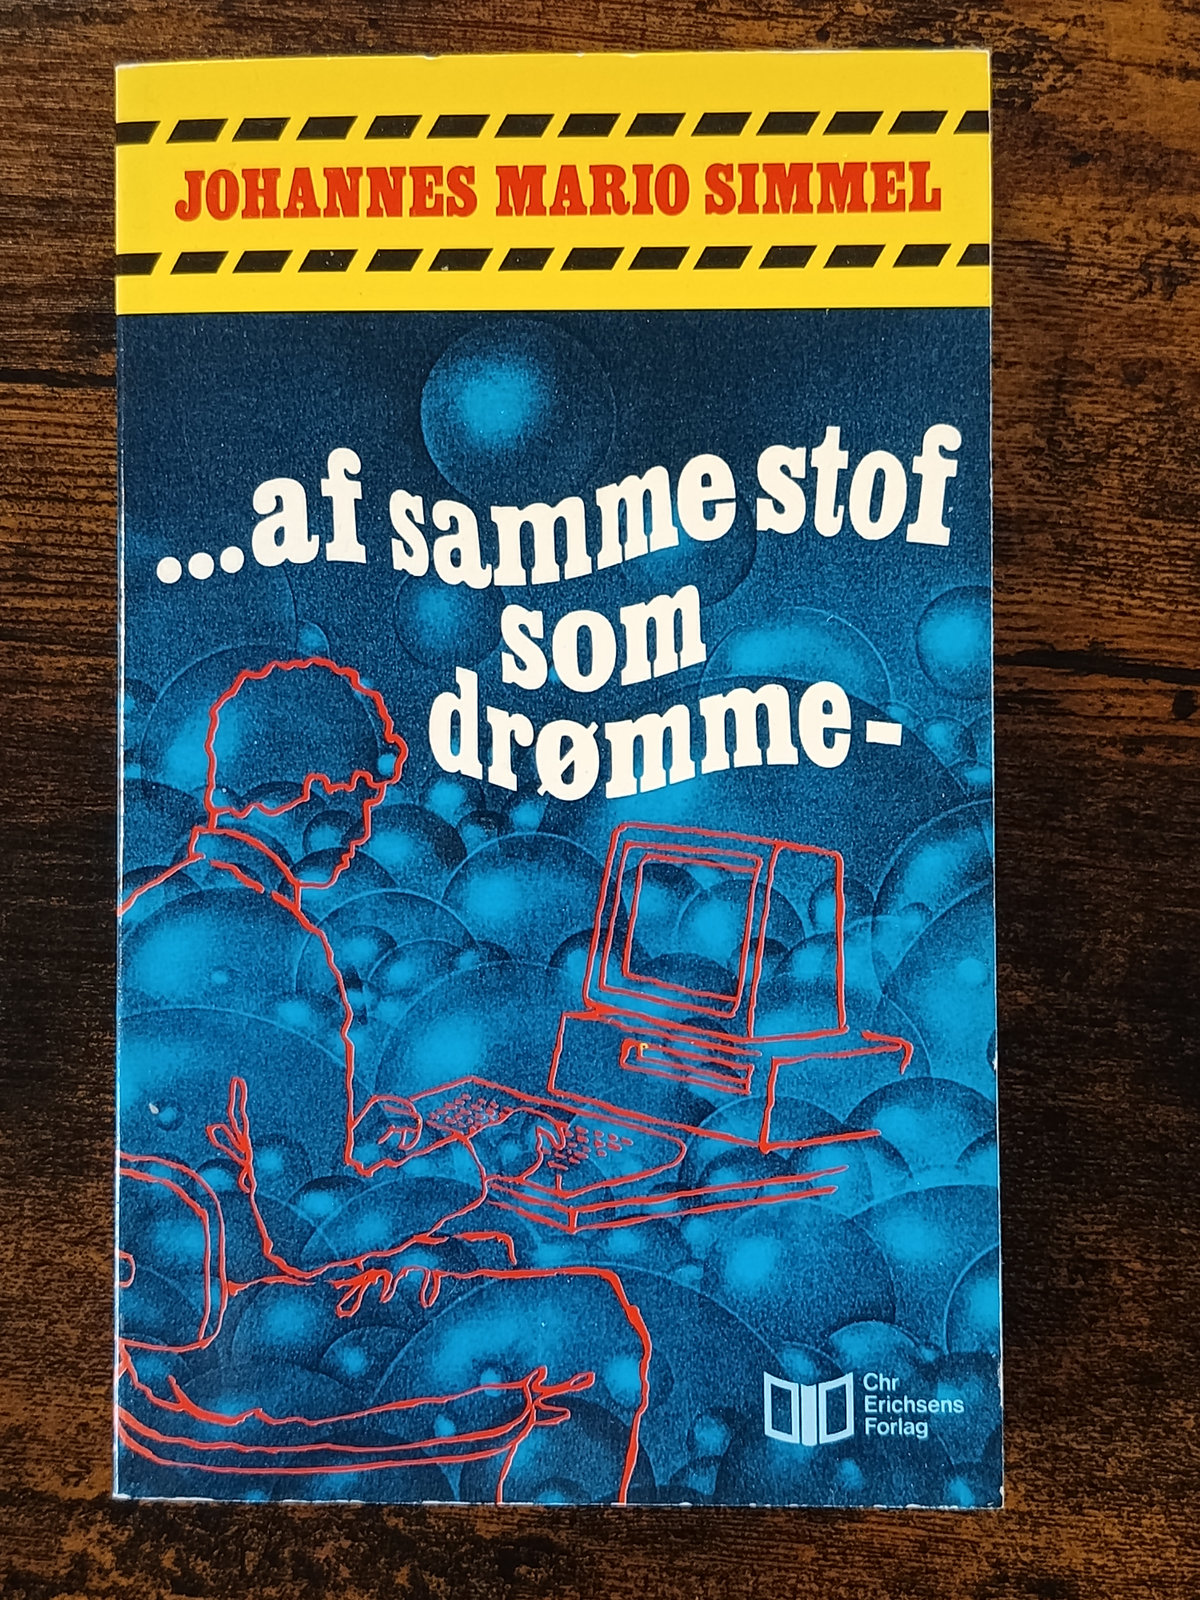 JOHANNES MARIO SIMMEL
...af samme stof
som
drømme-
Chr
Erichsens
Forlag